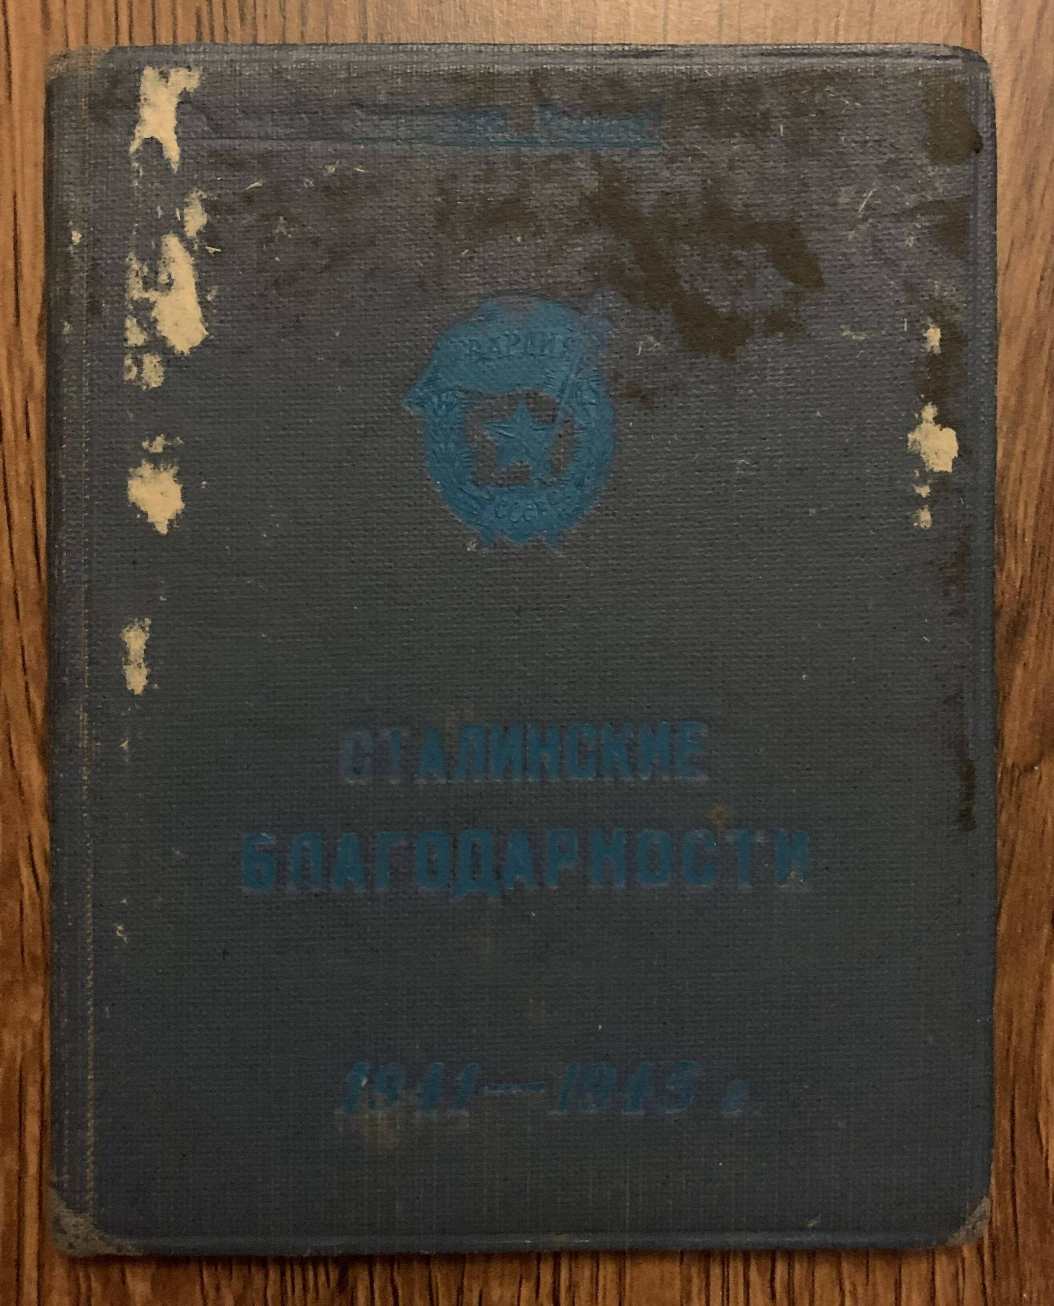 ГВАРДИЯ
СССР
СТАЛИНСКИЕ
БЛАГОДАРНОСТИ
1941—1945 г.